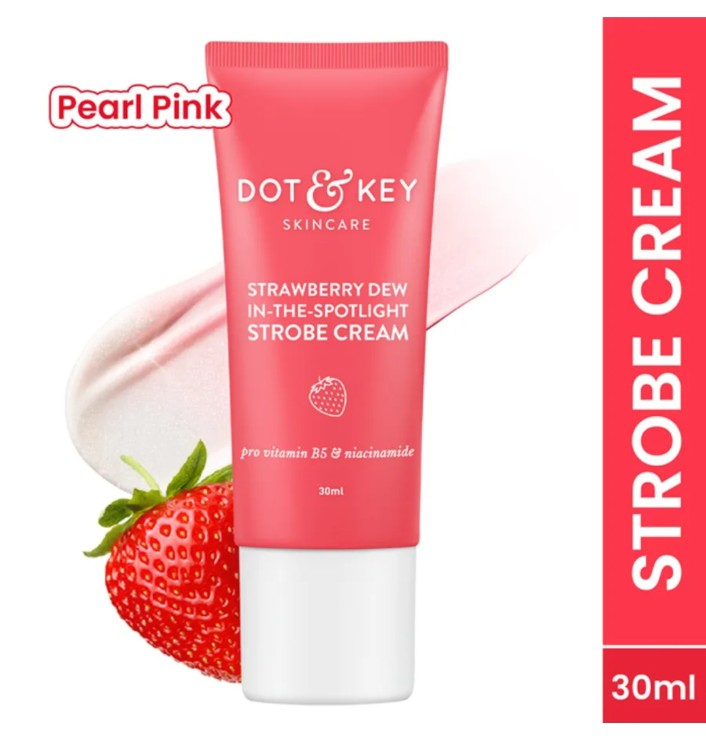 Pearl Pink
DOT & KEY
SKINCARE
STRAWBERRY DEW
IN-THE-SPOTLIGHT
STROBE CREAM
pro vitamin B5 & niacinamide
30ml
STROBE CREAM
30ml